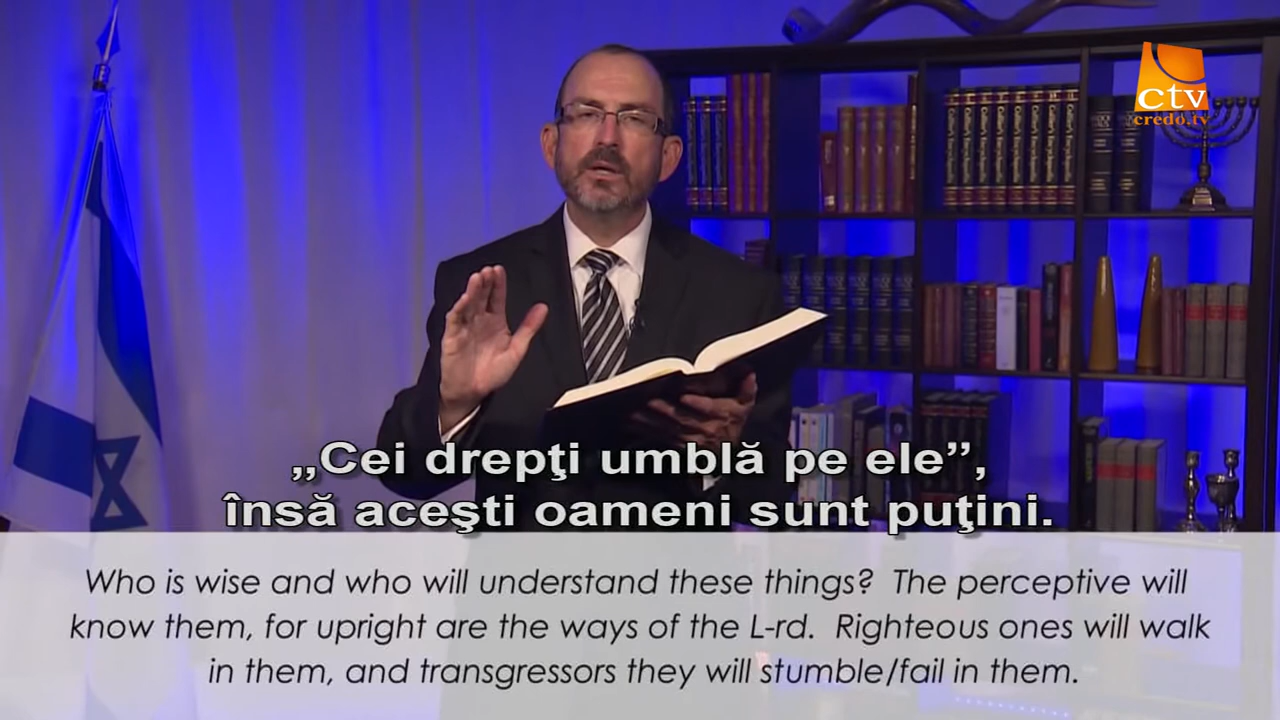 ctv
credo.tv
„Cei drepţi umblă pe ele”,
însă aceşti oameni sunt puţini.
Who is wise and who will understand these things? The perceptive will
know them, for upright are the ways of the L-rd. Righteous ones will walk
in them, and transgressors they will stumble/fail in them.